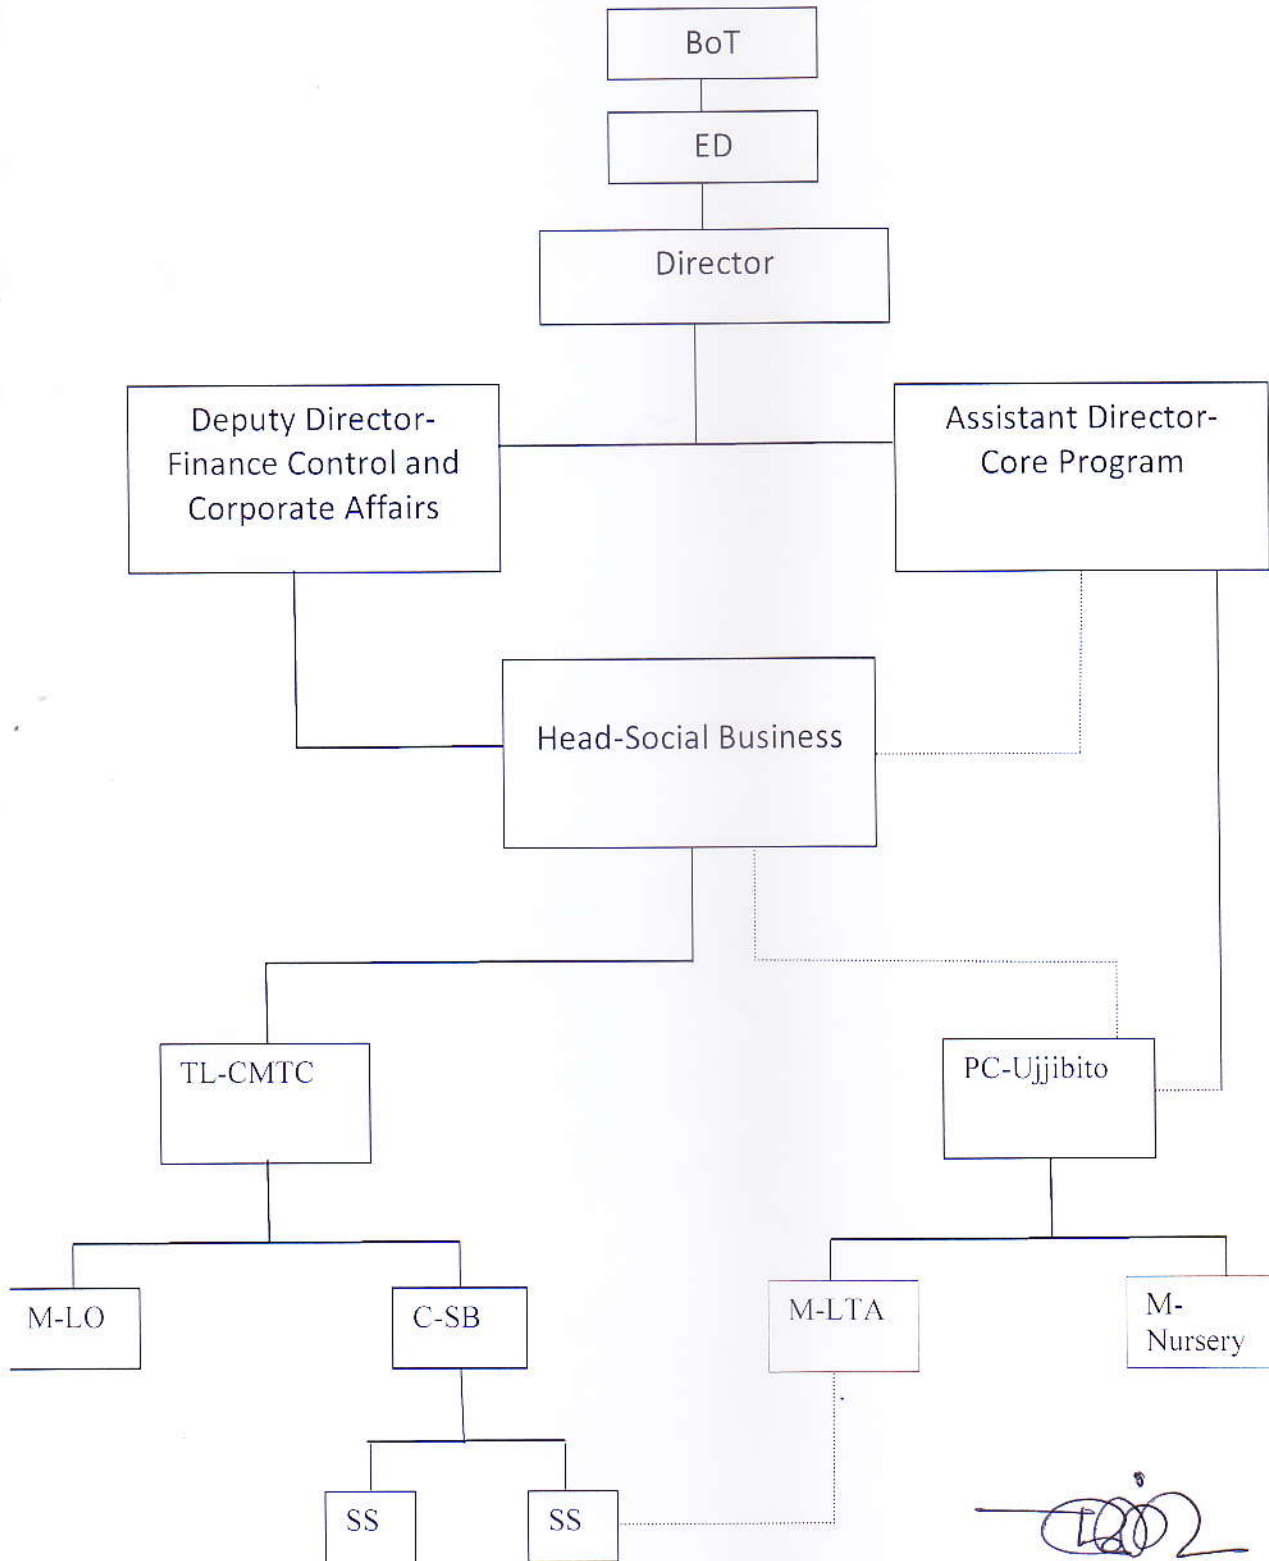 BoT
ED
Director
Deputy Director-
Finance Control and
Corporate Affairs
Assistant Director-
Core Program
Head-Social Business
TL-CMTC
PC-Ujjibito
M-LO
C-SB
M-LTA
M-
Nursery
SS
SS